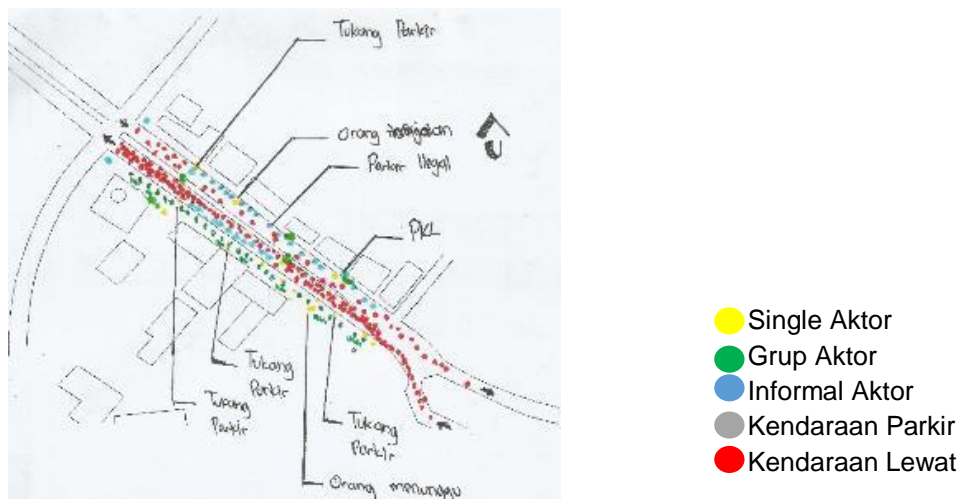 Tukang Parkir
Orang
Parkir Ilegal
U
PKL
Tukang
Parkir
Tukang
Parkir
Tukang
Parkir
Orang menunggu
Single Aktor
Grup Aktor
Informal Aktor
Kendaraan Parkir
Kendaraan Lewat